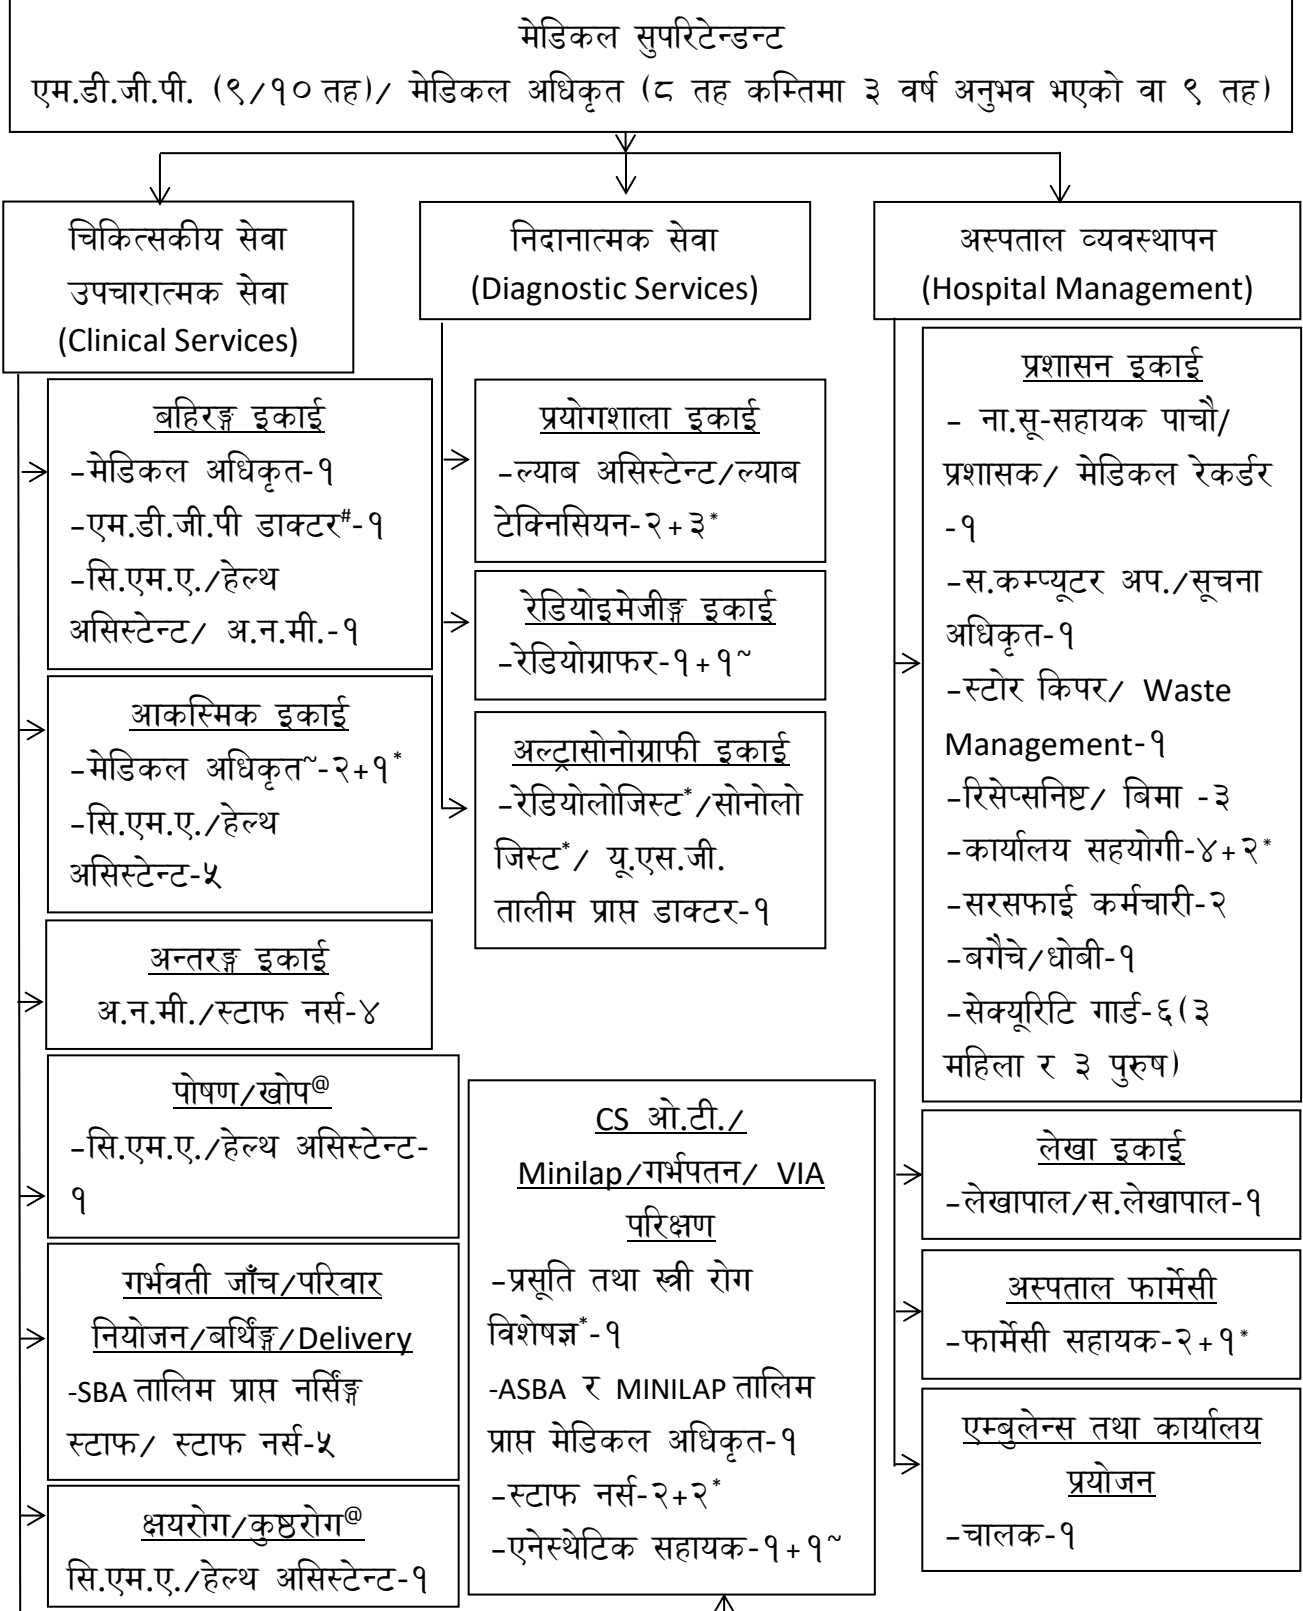 मेडिकल सुपरिटेन्डन्ट
एम.डी.जी.पी. (९/१० तह)/ मेडिकल अधिकृत (८ तह कम्तिमा ३ वर्ष अनुभव भएको वा ९ तह)
चिकित्सकीय सेवा
उपचारात्मक सेवा
(Clinical Services)
बहिरङ्ग इकाई
-मेडिकल अधिकृत-१
-एम.डी.जी.पी डाक्टर#-१
-सि.एम.ए./हेल्थ
असिस्टेन्ट/ अ.न.मी.-१
आकस्मिक इकाई
-मेडिकल अधिकृत~-२+१*
-सि.एम.ए./हेल्थ
असिस्टेन्ट-५
अन्तरङ्ग इकाई
अ.न.मी./स्टाफ नर्स-४
पोषण/खोप@
-सि.एम.ए./हेल्थ असिस्टेन्ट-
१
गर्भवती जाँच/परिवार
नियोजन/बर्थिङ्ग/Delivery
-SBA तालिम प्राप्त नर्सिङ्ग
स्टाफ/ स्टाफ नर्स-५
क्षयरोग/कुष्ठरोग@
सि.एम.ए./हेल्थ असिस्टेन्ट-१
निदानात्मक सेवा
(Diagnostic Services)
प्रयोगशाला इकाई
-ल्याब असिस्टेन्ट/ल्याब
टेक्निसियन-२+३*
रेडियोइमेजीङ्ग इकाई
-रेडियोग्राफर-१+१~
अल्ट्रासोनोग्राफी इकाई
-रेडियोलोजिस्ट*/सोनोलो
जिस्ट*/ यू.एस.जी.
तालीम प्राप्त डाक्टर-१
CS ओ.टी./
Minilap/गर्भपतन/ VIA
परिक्षण
-प्रसूति तथा स्त्री रोग
विशेषज्ञ*-१
-ASBA र MINILAP तालिम
प्राप्त मेडिकल अधिकृत-१
-स्टाफ नर्स-२+२*
-एनेस्थेटिक सहायक-१+१~
अस्पताल व्यवस्थापन
(Hospital Management)
प्रशासन इकाई
- ना.सू-सहायक पाचौ/
प्रशासक/ मेडिकल रेकर्डर
-१
-स.कम्प्यूटर अप./सूचना
अधिकृत-१
-स्टोर किपर/ Waste
Management-१
-रिसेप्सनिष्ट/ बिमा -३
-कार्यालय सहयोगी-४+२*
-सरसफाई कर्मचारी-२
-बगैचे/धोबी-१
-सेक्यूरिटि गार्ड-६(३
महिला र ३ पुरुष)
लेखा इकाई
-लेखापाल/स.लेखापाल-१
अस्पताल फार्मेसी
-फार्मेसी सहायक-२+१*
एम्बुलेन्स तथा कार्यालय
प्रयोजन
-चालक-१